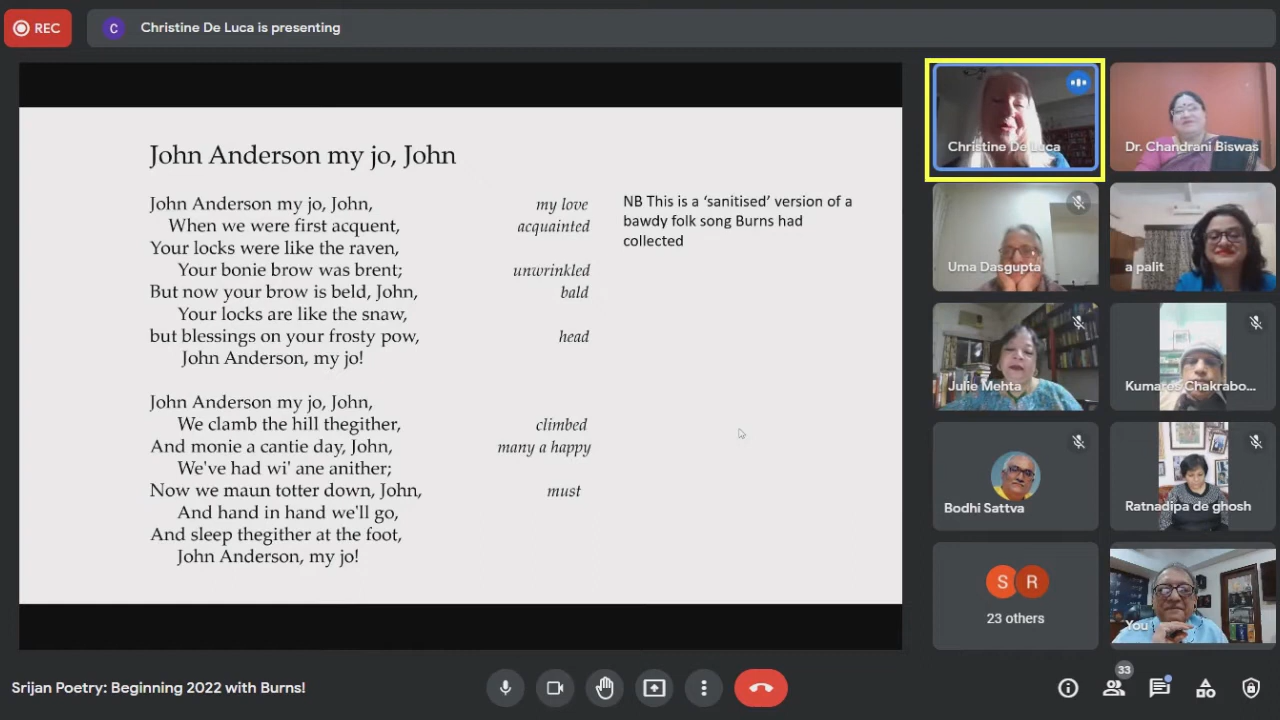 REC
C
Christine De Luca is presenting
John Anderson my jo, John
John Anderson my jo, John,
When we were first acquent, 
Your locks were like the raven,
Your bonie brow was brent;
But now your brow is beld, John,
Your locks are like the snaw,
but blessings on your frosty pow,
John Anderson, my jo!
John Anderson my jo, John,
We clamb the hill thegither,
And monie a cantie day, John,
We've had wi' ane anither;
Now we maun totter down, John,
And hand in hand we'll go,
And sleep thegither at the foot,
John Anderson, my jo!
my love
acquainted
unwrinkled
bald
head
climbed
many a happy
must
NB This is a ‘sanitised’ version of a
bawdy folk song Burns had
collected
Christine De Luca
Dr. Chandrani Biswas
Uma Dasgupta
a palit
Julie Mehta
Kumares Chakrabo...
Bodhi Sattva
Ratnadipa de ghosh
S R
23 others
You
Srijan Poetry: Beginning 2022 with Burns!
33